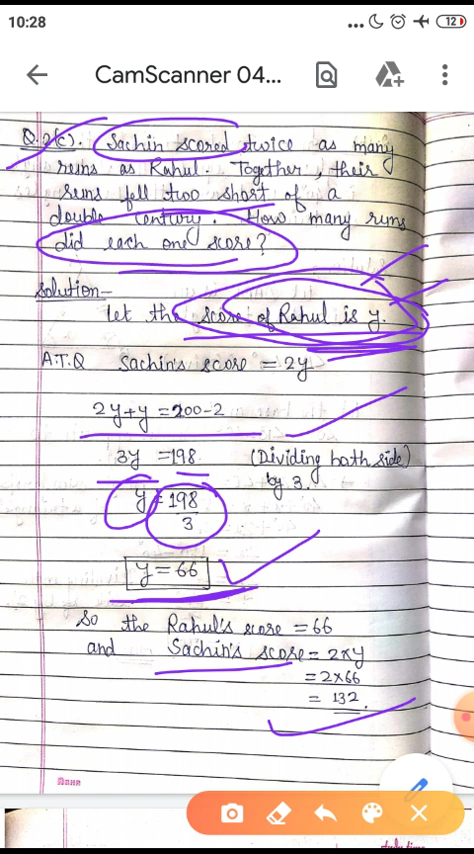 10:28
12
CamScanner 04...
Q.2(c). Sachin scored twice as many
runs as Rahul. Together, their
runs fell two short of a
double century. How many runs
did each one score?
Solution-
Let the score of Rahul is y.
A.T.Q Sachin's score = 2y
2y+y = 200-2
3y = 198 (Dividing both side)
by 3.
y = 198
3
y = 66
So the Rahul's score = 66
and Sachin's score = 2xy
= 2x66
= 132.